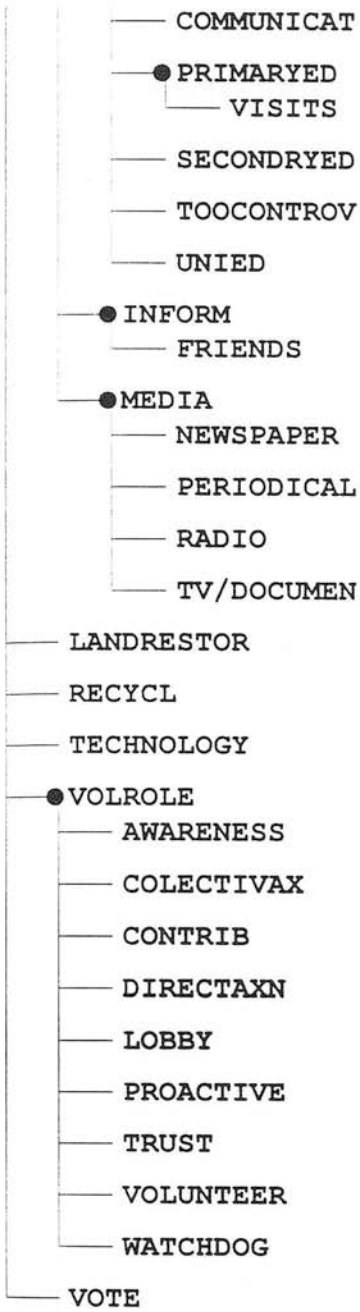 COMMUNICAT
PRIMARYED
VISITS
SECONDRYED
TOOCONTROV
UNIED
INFORM
FRIENDS
MEDIA
NEWSPAPER
PERIODICAL
RADIO
TV/DOCUMEN
LANDRESTOR
RECYCL
TECHNOLOGY
VOLROLE
AWARENESS
COLECTIVAX
CONTRIB
DIRECTAXN
LOBBY
PROACTIVE
TRUST
VOLUNTEER
WATCHDOG
VOTE